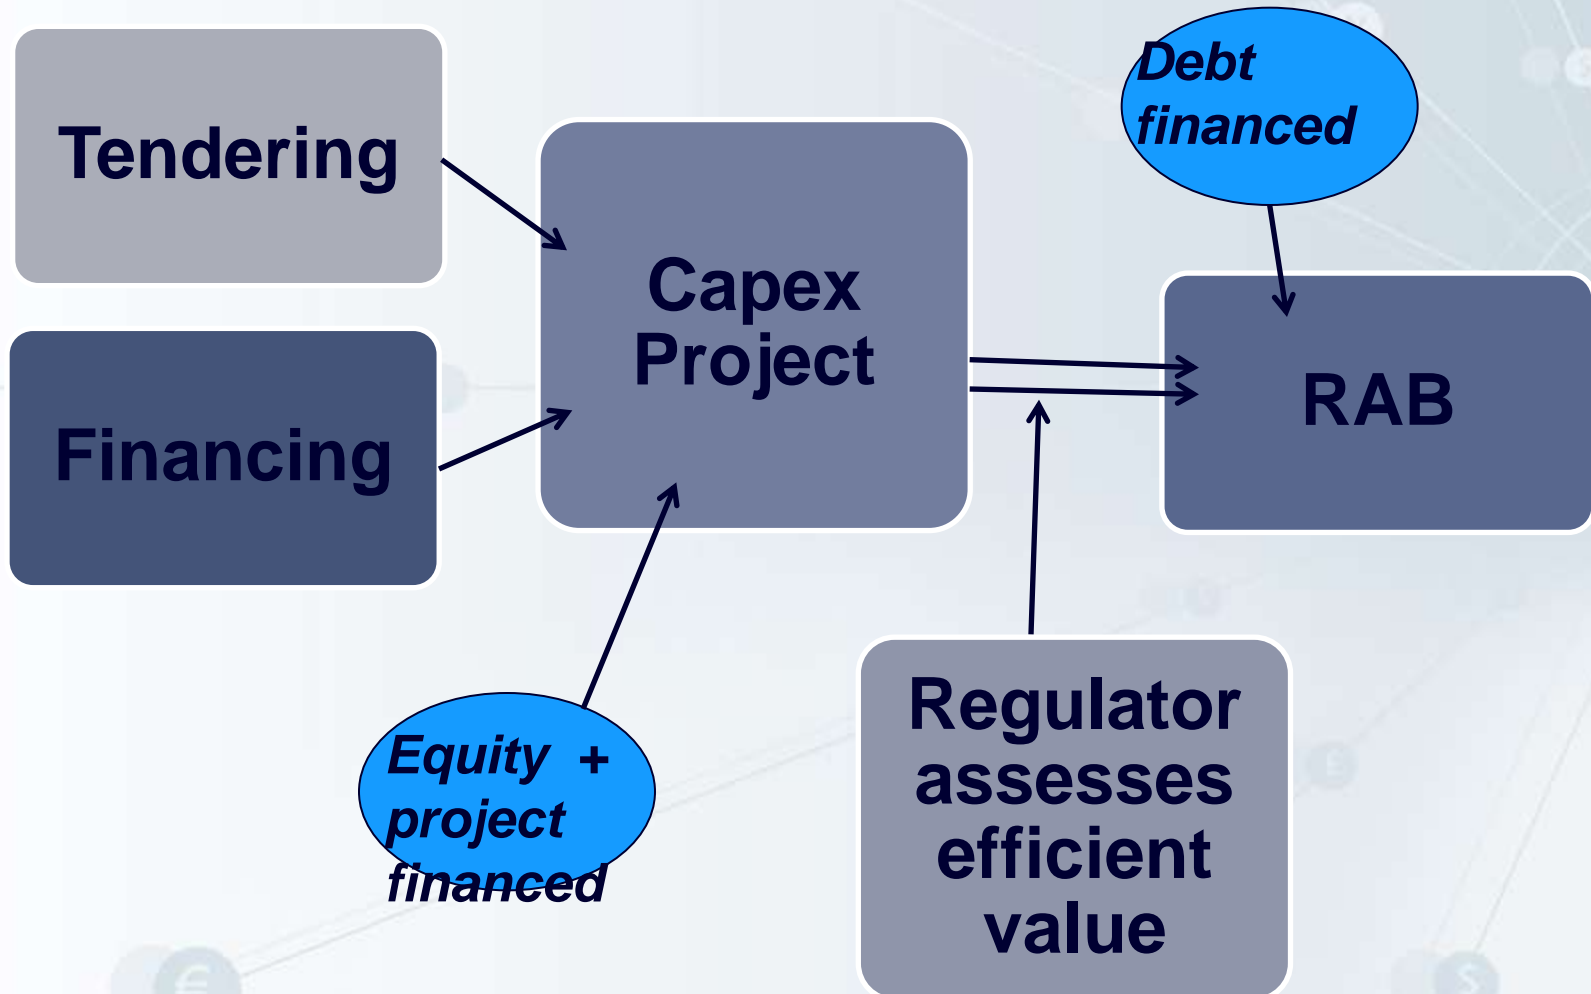 Tendering
Financing
Capex
Project
Debt
financed
RAB
Equity +
project
financed
Regulator
assesses
efficient
value
€
£
$